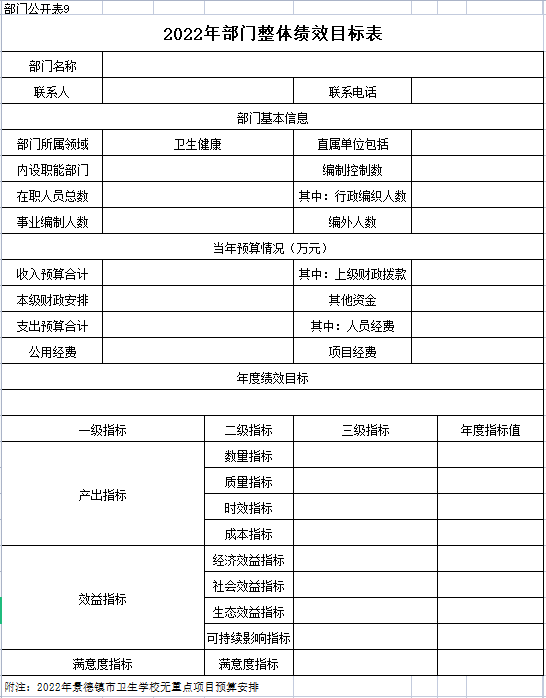 部门公开表9
2022年部门整体绩效目标表
部门名称
联系人 联系电话
部门基本信息
部门所属领域 卫生健康 直属单位包括
内设职能部门 编制控制数
在职人员总数 其中：行政编织人数
事业编制人数 编外人数
当年预算情况（万元）
收入预算合计 其中：上级财政拨款
本级财政安排 其他资金
支出预算合计 其中：人员经费
公用经费 项目经费
年度绩效目标
一级指标 二级指标 三级指标 年度指标值
产出指标 数量指标
质量指标
时效指标
成本指标
效益指标 经济效益指标
社会效益指标
生态效益指标
可持续影响指标
满意度指标 满意度指标
附注：2022年景德镇市卫生学校无重点项目预算安排